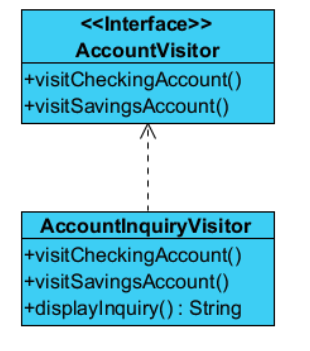 <<Interface>>
AccountVisitor
+visitCheckingAccount()
+visitSavingsAccount()
AccountInquiryVisitor
+visitCheckingAccount()
+visitSavingsAccount()
+displayInquiry() : String